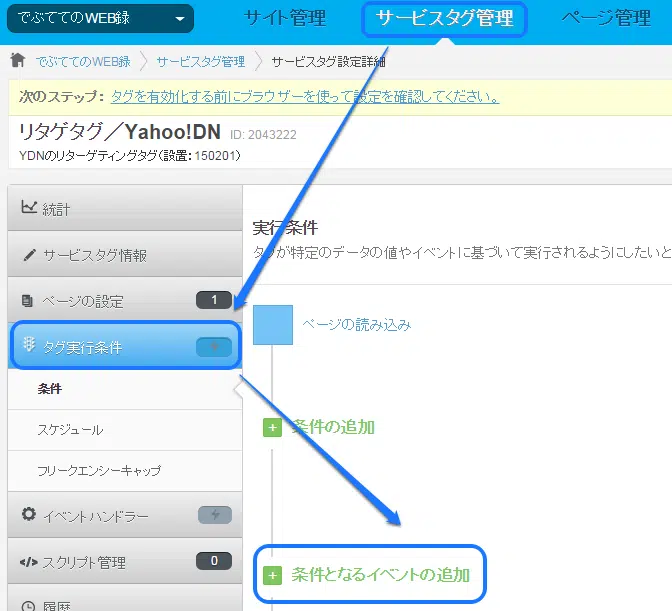 でぶててのWEB録
サイト管理
サービスタグ管理
ページ管理
でぶててのWEB録 サービスタグ管理 サービスタグ設定詳細
次のステップ: タグを有効化する前にブラウザーを使って設定を確認してください。
リタゲタグ／Yahoo!DN ID: 2043222
YDNのリターゲティングタグ(設置:150201)
統計
サービスタグ情報
ページの設定 1
タグ実行条件
条件
スケジュール
フリークエンシーキャップ
イベントハンドラー
スクリプト管理 0
履歴
実行条件
タグが特定のデータの値やイベントに基づいて実行されるようにしたいと
ページの読み込み
条件の追加
条件となるイベントの追加